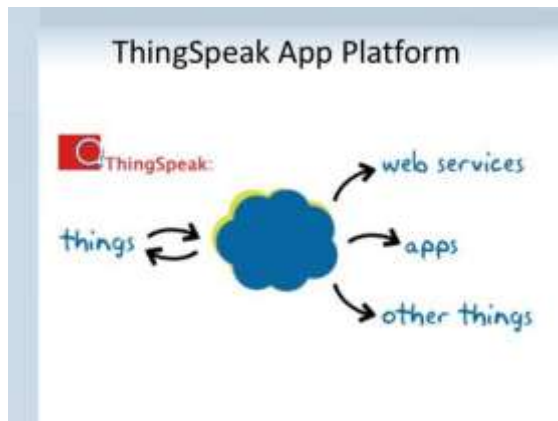 ThingSpeak App Platform
ThingSpeak:
web services
things
apps
other things